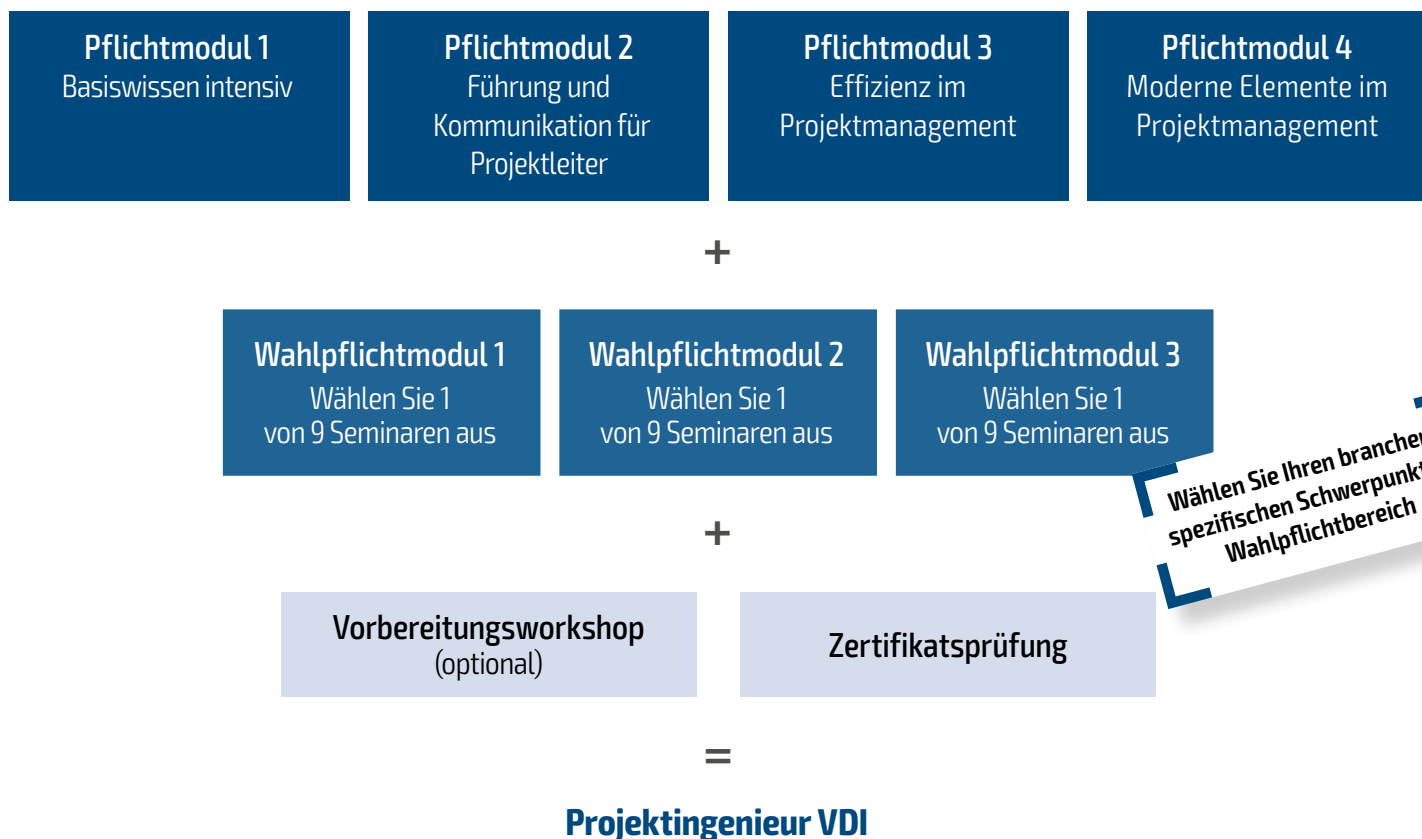 Pflichtmodul 1
Basiswissen intensiv
Pflichtmodul 2
Führung und
Kommunikation für
Projektleiter
Pflichtmodul 3
Effizienz im
Projektmanagement
Pflichtmodul 4
Moderne Elemente im
Projektmanagement
+
Wahlpflichtmodul 1
Wählen Sie 1
von 9 Seminaren aus
Wahlpflichtmodul 2
Wählen Sie 1
von 9 Seminaren aus
Wahlpflichtmodul 3
Wählen Sie 1
von 9 Seminaren aus
Wählen Sie Ihren
spezifischen Schwerpunkt
Wahlpflichtbereich
+
Vorbereitungsworkshop
(optional)
Zertifikatsprüfung
=
Projektingenieur VDI